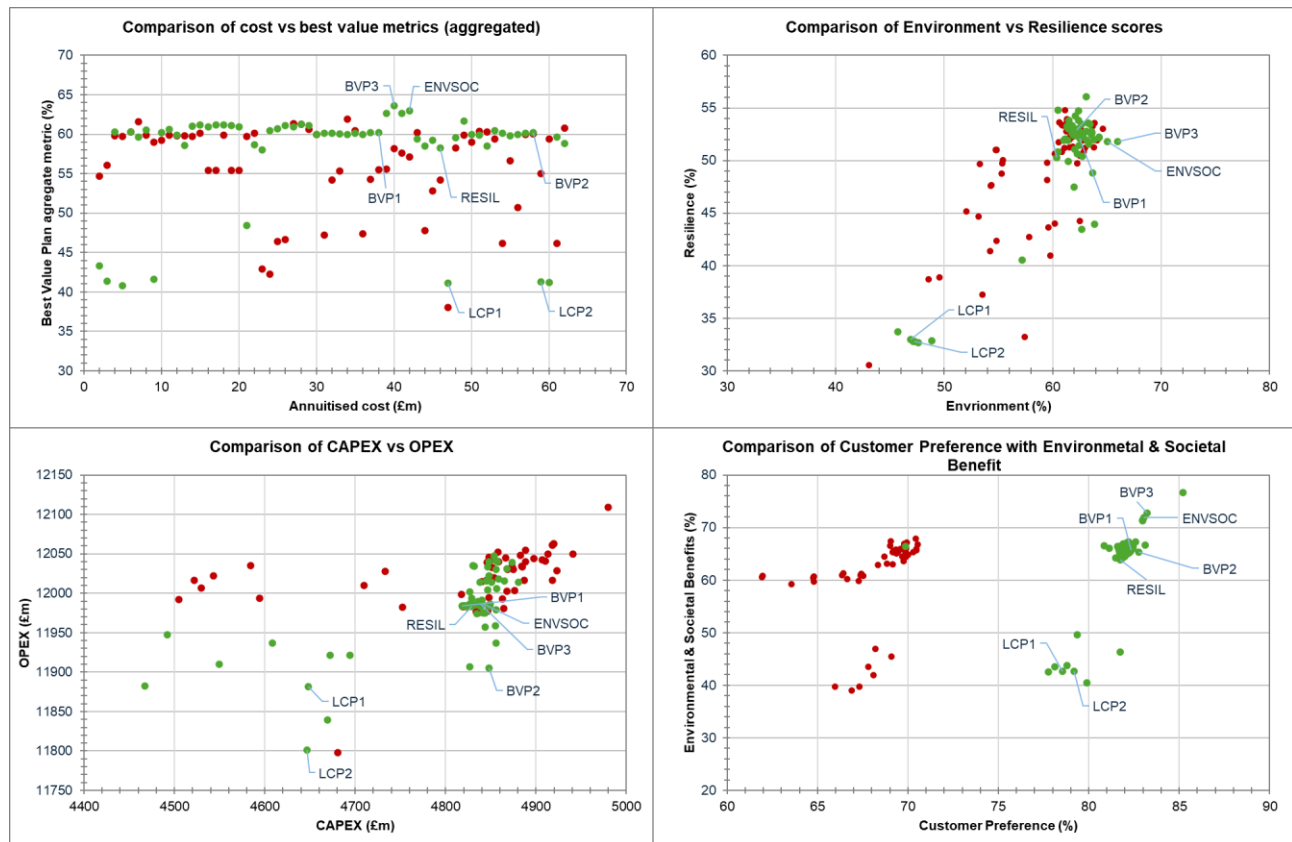 Comparison of cost vs best value metrics (aggregated)
Best Value Plan agregate metric (%)
70
65
60
55
50
45
40
35
30
BVP3
ENVSOC
BVP1
RESIL
BVP2
LCP1
LCP2
0 10 20 30 40 50 60 70
Annuitised cost (£m)
Comparison of Environment vs Resilience scores
Resilience (%)
60
55
50
45
40
35
30
BVP2
RESIL
BVP3
ENVSOC
BVP1
LCP1
LCP2
30 40 50 60 70 80
Envrionment (%)
Comparison of CAPEX vs OPEX
OPEX (£m)
12150
12100
12050
12000
11950
11900
11850
11800
11750
BVP1
RESIL
ENVSOC
BVP3
BVP2
LCP1
LCP2
4400 4500 4600 4700 4800 4900 5000
CAPEX (£m)
Comparison of Customer Preference with Environmetal & Societal
Benefit
Environmental & Societal Benefits (%)
80
70
60
50
40
30
20
BVP3
BVP1
ENVSOC
BVP2
RESIL
LCP1
LCP2
60 65 70 75 80 85 90
Customer Preference (%)